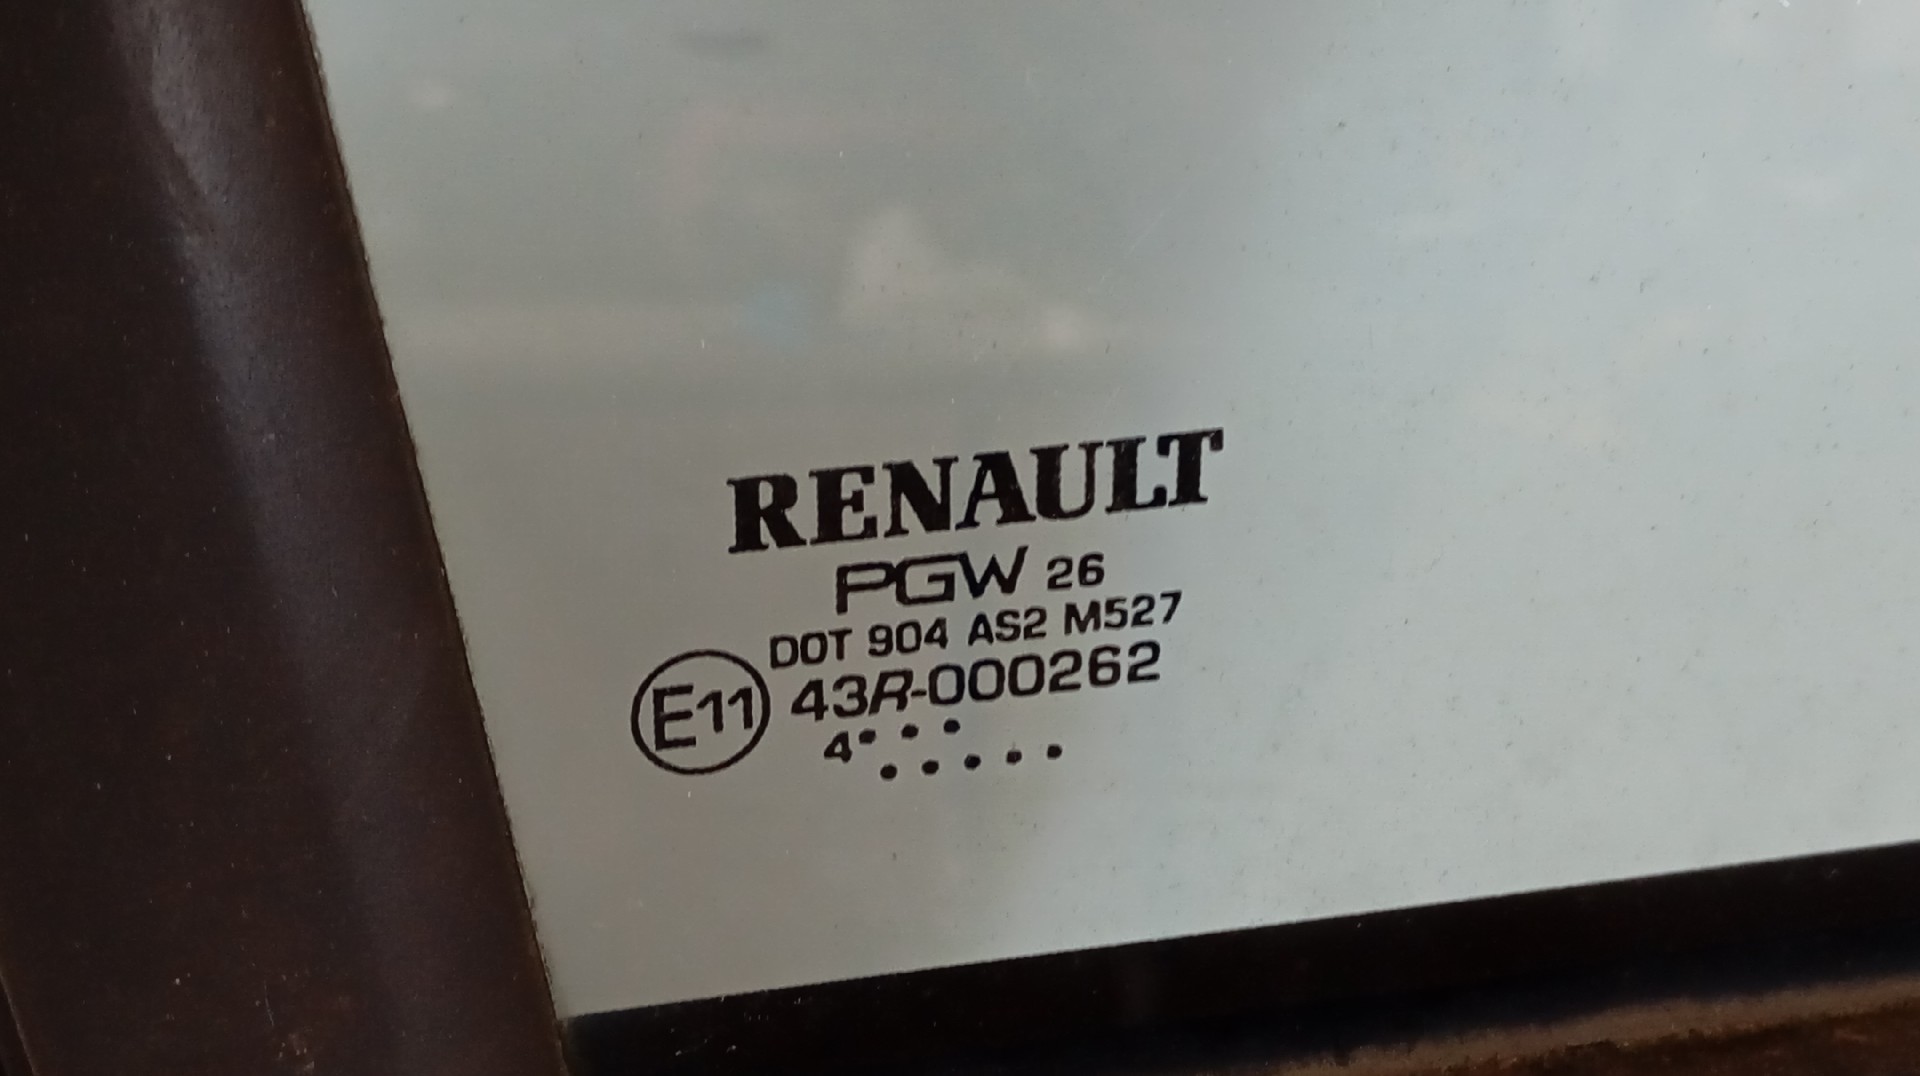 RENAULT
PGW 26
DOT 904 AS2 M527
E11 43R-000262
4